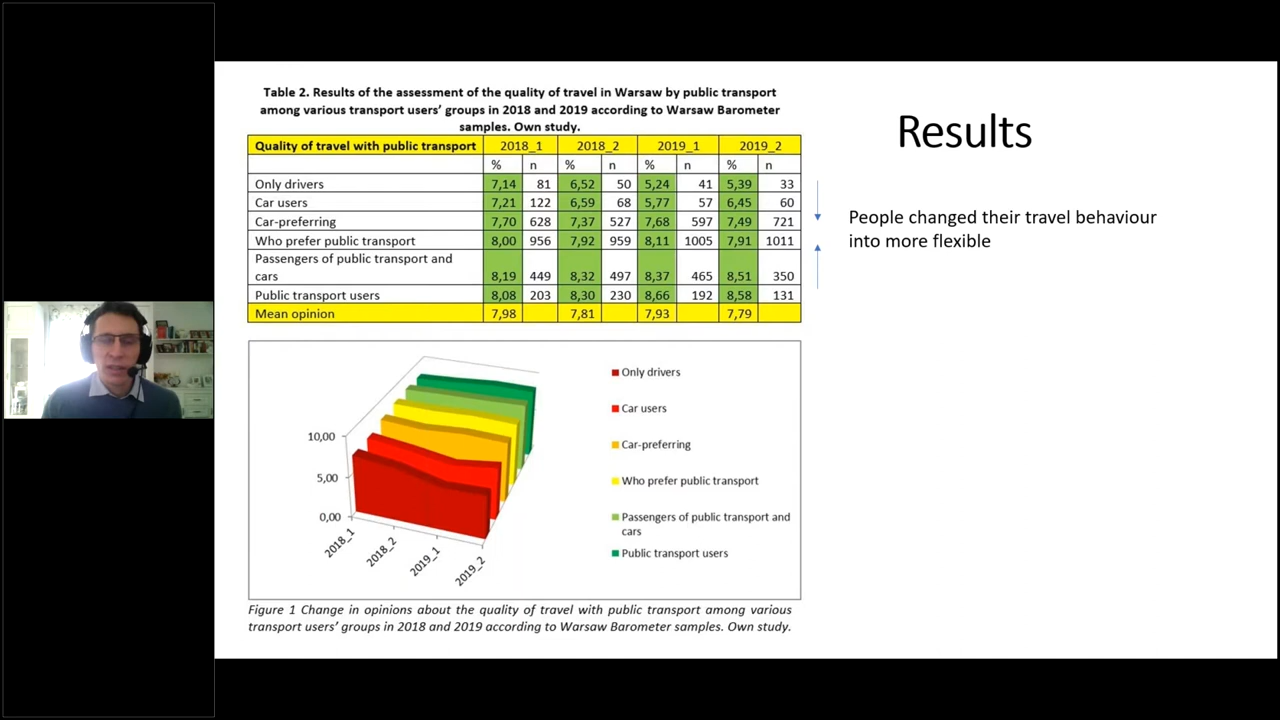 Table 2. Results of the assessment of the quality of travel in Warsaw by public transport
among various transport users' groups in 2018 and 2019 according to Warsaw Barometer
samples. Own study.
Quality of travel with public transport 2018_1 2018_2 2019_1 2019_2
% n % n % n % n
Only drivers 7,14 81 6,52 50 5,24 41 5,39 33
Car users 7,21 122 6,59 68 5,77 57 6,45 60
Car-preferring 7,70 628 7,37 527 7,68 597 7,49 721
Who prefer public transport 8,00 956 7,92 959 8,11 1005 7,91 1011
Passengers of public transport and
cars 8,19 449 8,32 497 8,37 465 8,51 350
Public transport users 8,08 203 8,30 230 8,66 192 8,58 131
Mean opinion 7,98 7,81 7,93 7,79
Results
People changed their travel behaviour
into more flexible
10,00
5,00
0,00
2018_1
2018_2
2019_1
2019_2
Only drivers
Car users
Car-preferring
Who prefer public transport
Passengers of public transport and
cars
Public transport users
Figure 1 Change in opinions about the quality of travel with public transport among various
transport users' groups in 2018 and 2019 according to Warsaw Barometer samples. Own study.